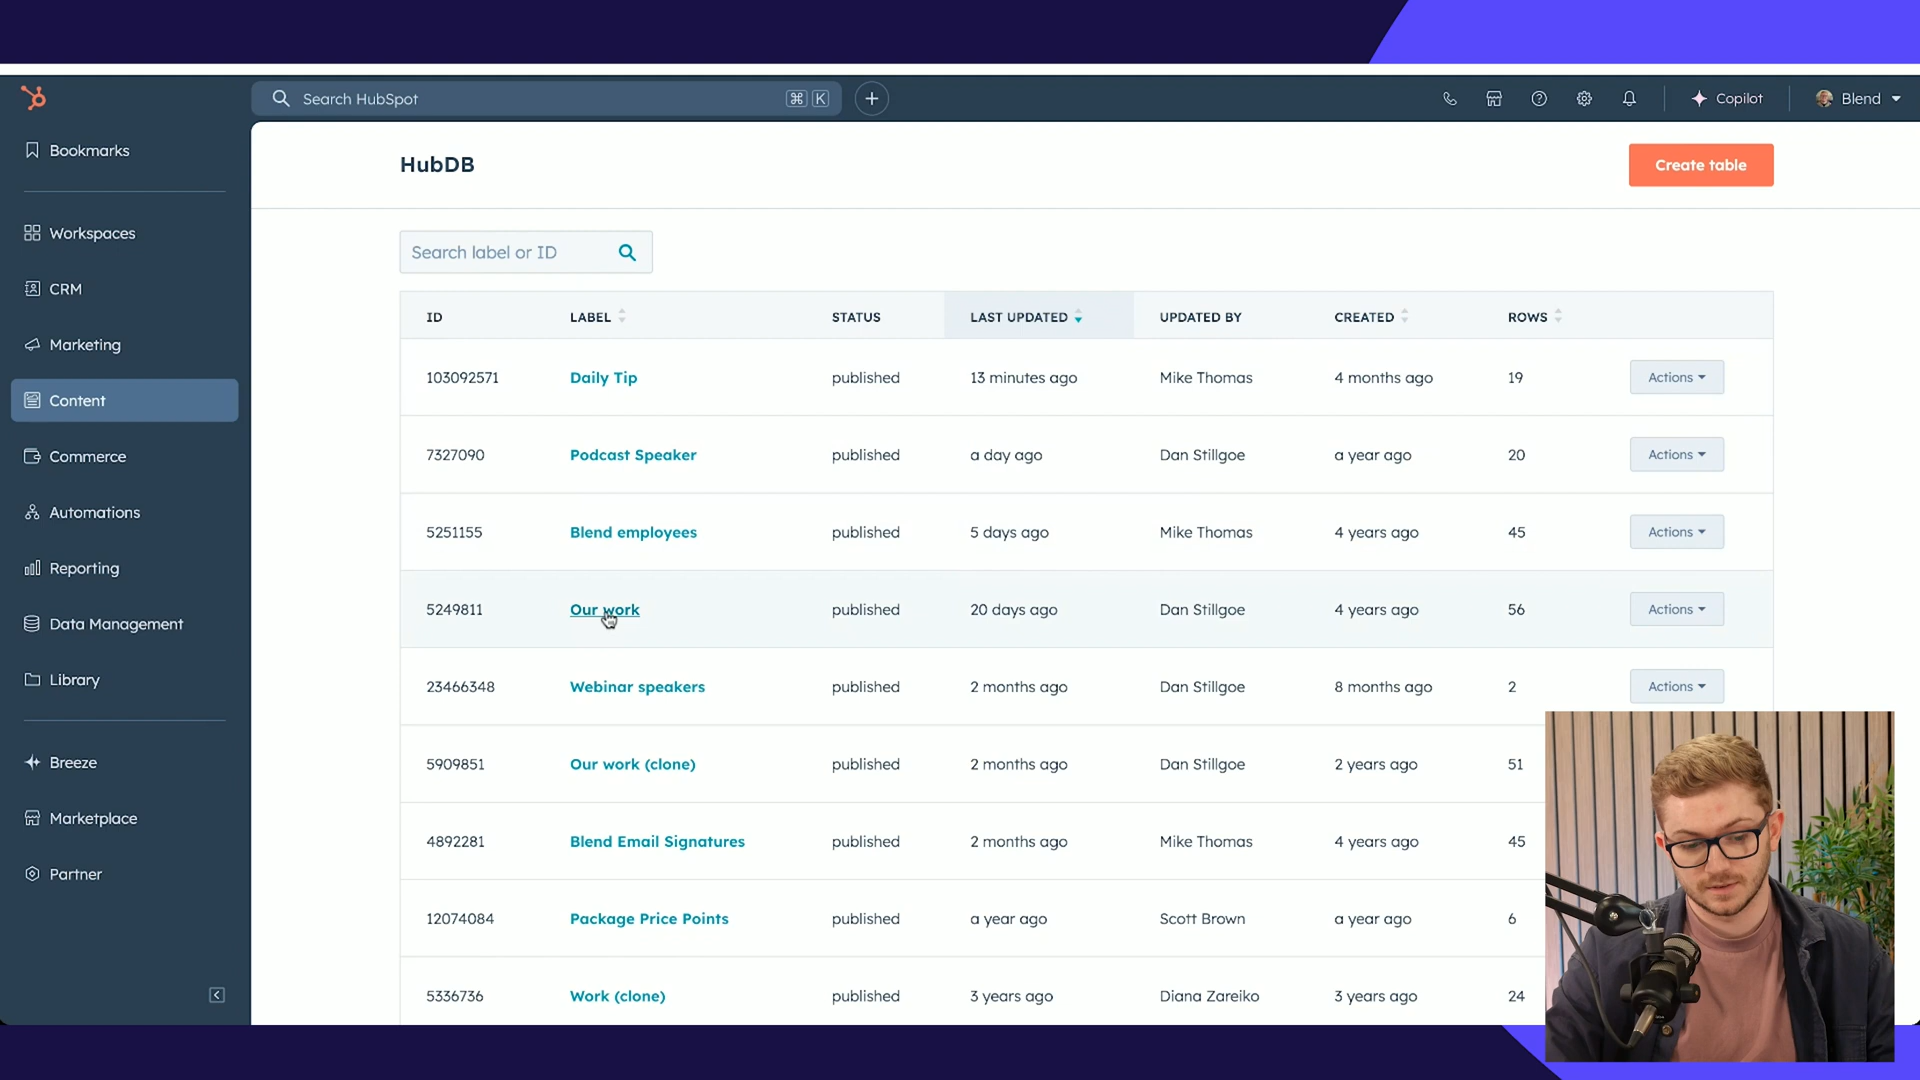 Search HubSpot
⌘ K
+
Copilot
Blend
Bookmarks
Workspaces
CRM
Marketing
Content
Commerce
Automations
Reporting
Data Management
Library
Breeze
Marketplace
Partner
HubDB
Create table
Search label or ID
ID LABEL STATUS LAST UPDATED UPDATED BY CREATED ROWS
103092571 Daily Tip published 13 minutes ago Mike Thomas 4 months ago 19 Actions
7327090 Podcast Speaker published a day ago Dan Stillgoe a year ago 20 Actions
5251155 Blend employees published 5 days ago Mike Thomas 4 years ago 45 Actions
5249811 Our work published 20 days ago Dan Stillgoe 4 years ago 56 Actions
23466348 Webinar speakers published 2 months ago Dan Stillgoe 8 months ago 2 Actions
5909851 Our work (clone) published 2 months ago Dan Stillgoe 2 years ago 51
4892281 Blend Email Signatures published 2 months ago Mike Thomas 4 years ago 45
12074084 Package Price Points published a year ago Scott Brown a year ago 6
5336736 Work (clone) published 3 years ago Diana Zareiko 3 years ago 24